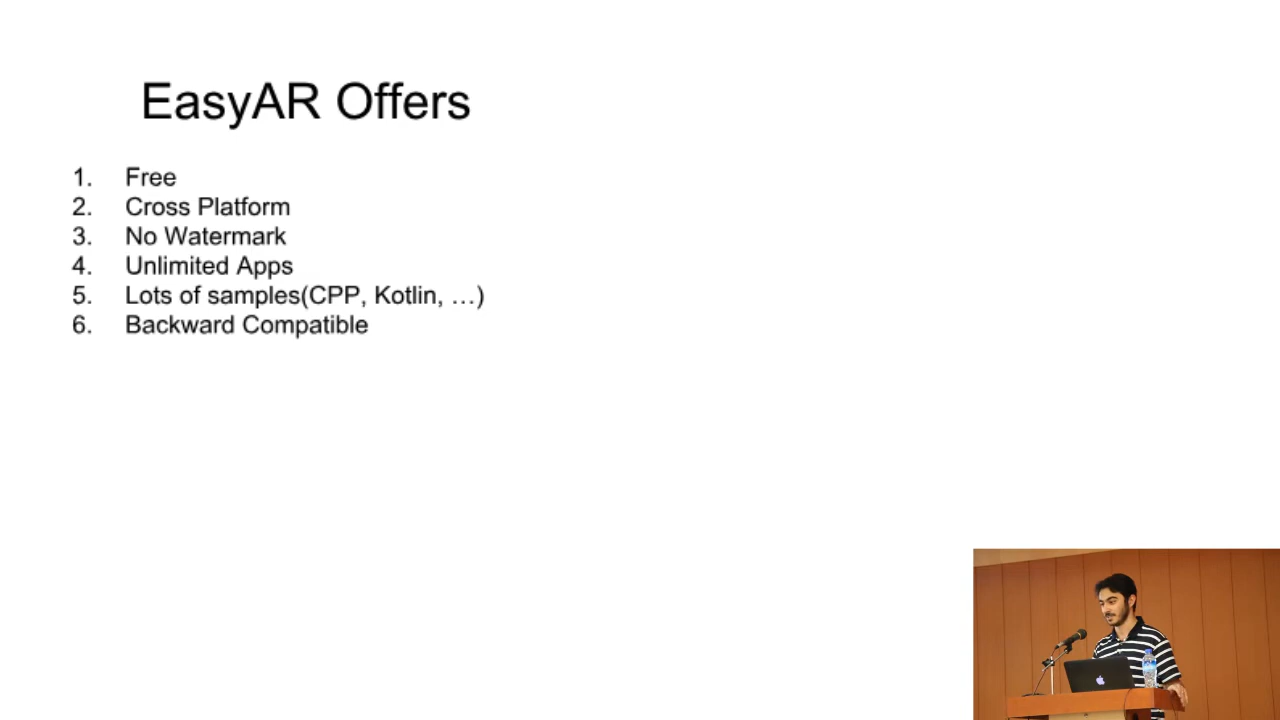 EasyAR Offers
1. Free
2. Cross Platform
3. No Watermark
4. Unlimited Apps
5. Lots of samples(CPP, Kotlin, …)
6. Backward Compatible